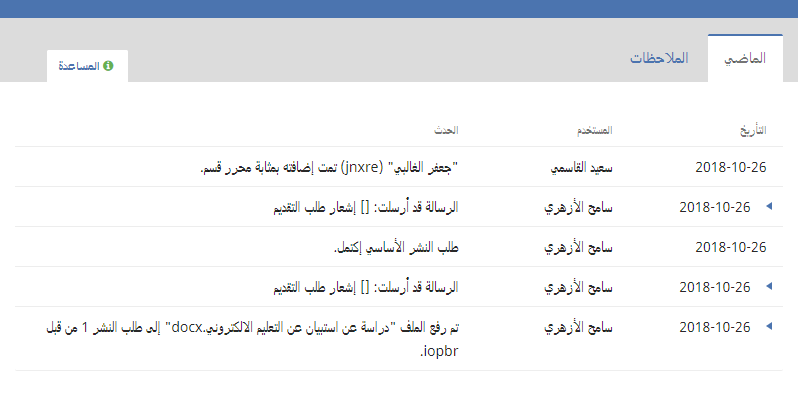 الماضي
الملاحظات
المساعدة
التأريخ المستخدم الحدث
2018-10-26 سعيد القاسمي "جعفر الغالبي" (jnxre) تمت إضافته بمثابة محرر قسم.
2018-10-26 سامح الأزهري الرسالة قد أرسلت: [] إشعار طلب التقديم
2018-10-26 سامح الأزهري طلب النشر الأساسي إكتمل.
2018-10-26 سامح الأزهري الرسالة قد أرسلت: [] إشعار طلب التقديم
2018-10-26 سامح الأزهري تم رفع الملف "دراسة عن استبيان عن التعليم الالكتروني.docx" إلى طلب النشر 1 من قبل
iopbr.